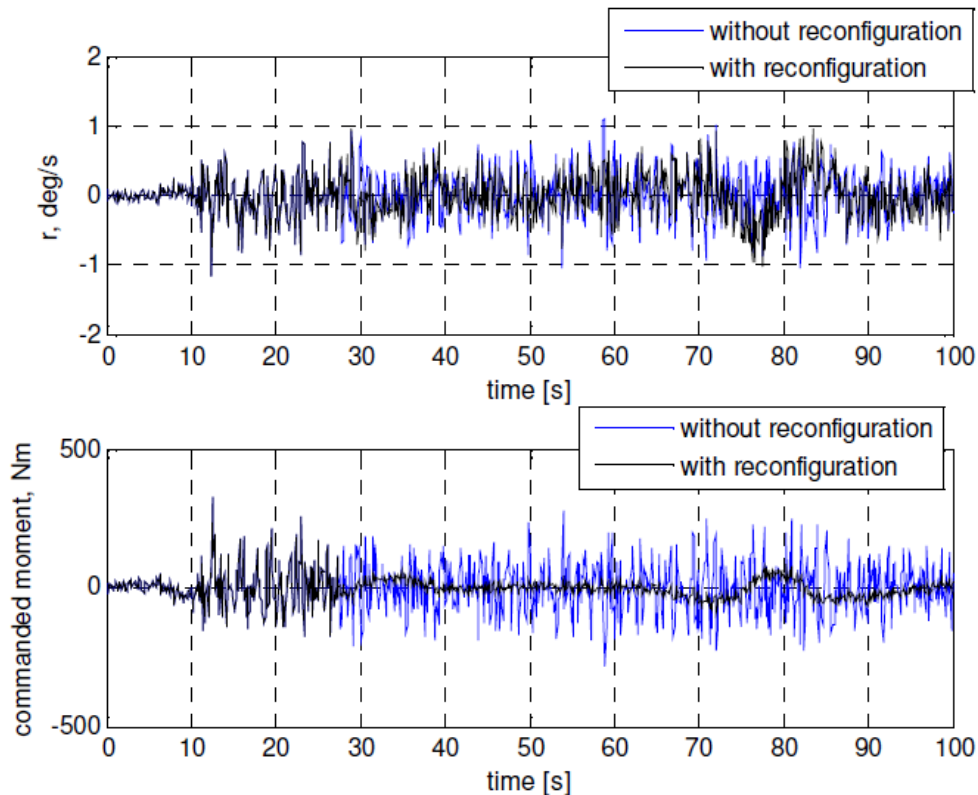 without reconfiguration
with reconfiguration
2
1
0
-1
-2
r, deg/s
0 10 20 30 40 50 60 70 80 90 100
time [s]
without reconfiguration
with reconfiguration
500
0
-500
commanded moment, Nm
0 10 20 30 40 50 60 70 80 90 100
time [s]